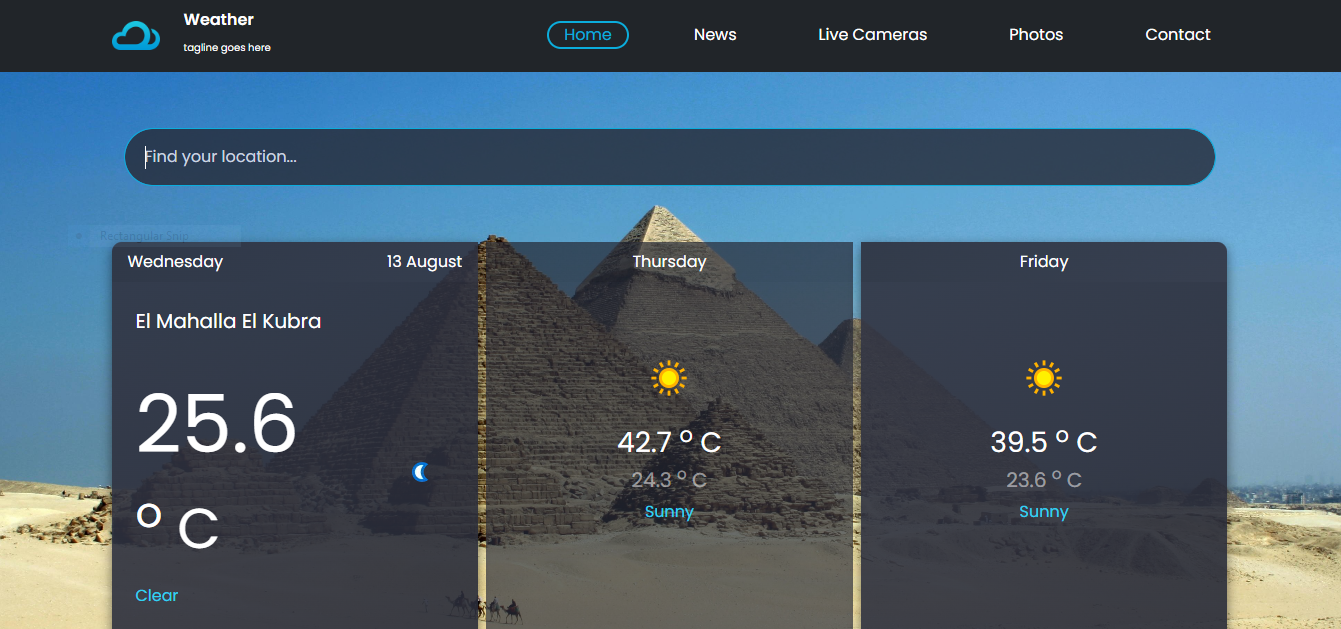 Weather
tagline goes here
Home News Live Cameras Photos Contact
Find your location...
Rectangular Snip
Wednesday 13 August
El Mahalla El Kubra
25.6
o C
Clear
Thursday
42.7 o C
24.3 o C
Sunny
Friday
39.5 o C
23.6 o C
Sunny